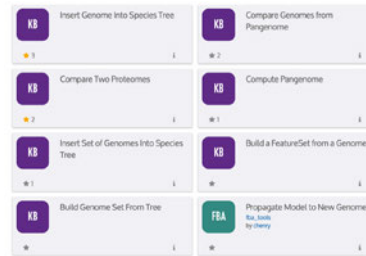 KB
Insert Genome Into Species Tree
3
i
KB
Compare Genomes from
Pangenome
2
i
KB
Compare Two Proteomes
2
i
KB
Compute Pangenome
1
i
KB
Insert Set of Genomes Into Species
Tree
1
i
KB
Build a FeatureSet from a Genome
i
KB
Build Genome Set From Tree
i
FBA
Propagate Model to New Genome
fba_tools
by chenry
i